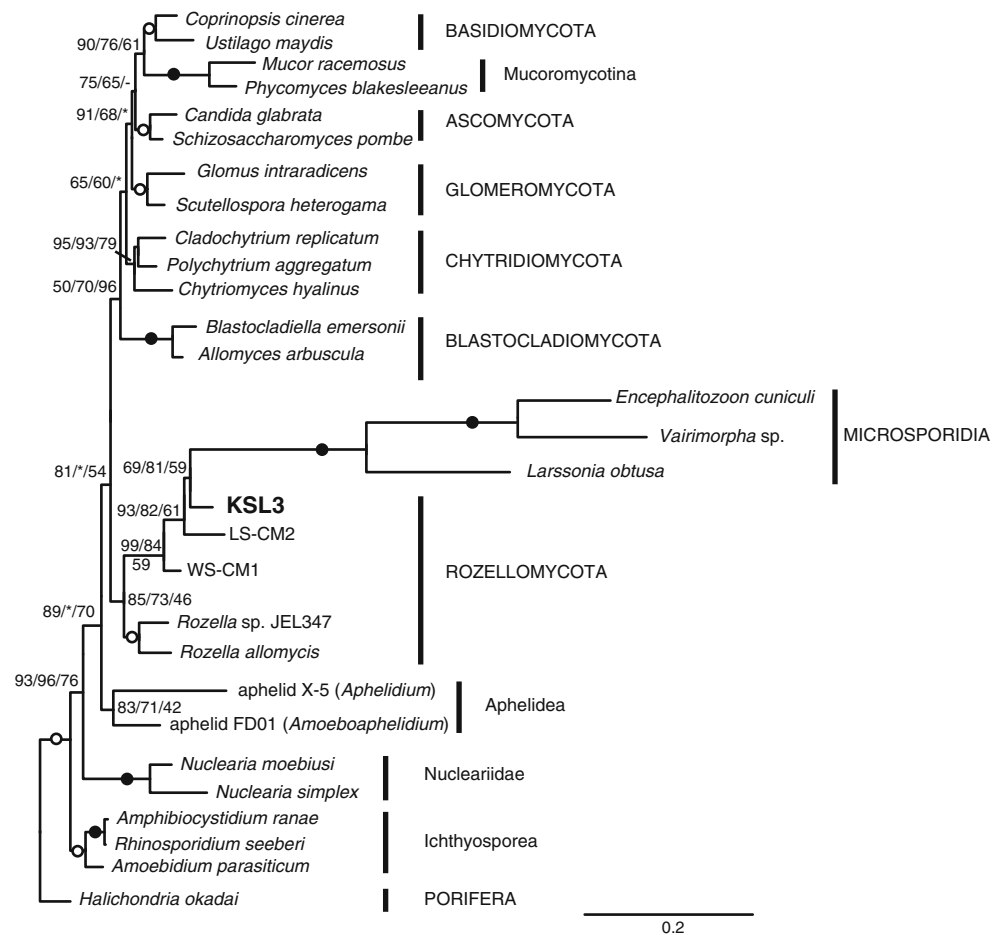 Coprinopsis cinerea
BASIDIOMYCOTA
90/76/61
Ustilago maydis
Mucor racemosus
Mucoromycotina
75/65/-
Phycomyces blakesleeanus
91/68/*
Candida glabrata
ASCOMYCOTA
Schizosaccharomyces pombe
Glomus intraradices
65/60/*
GLOMEROMYCOTA
Scutellospora heterogama
Cladochytrium replicatum
95/93/79
CHYTRIDIOMYCOTA
Polychytrium aggregatum
50/70/96
Chytriomyces hyalinus
Blastocladiella emersonii
BLASTOCLADIOMYCOTA
Allomyces arbuscula
Encephalitozoon cuniculi
Vairimorpha sp.
MICROSPORIDIA
81/*/54
69/81/59
Larssonia obtusa
KSL3
93/82/61
LS-CM2
99/84
59
WS-CM1
ROZELLOMYCOTA
85/73/46
89/*/70
Rozella sp. JEL347
Rozella allomycis
93/96/76
aphelid X-5 (Aphelidium)
83/71/42
Aphelidea
aphelid FD01 (Amoeboaphelidium)
Nuclearia moebiusi
Nucleariidae
Nuclearia simplex
Amphibiocystidium ranae
Rhinosporidium seeberi
Ichthyosporea
Amoebidium parasiticum
Halichondria okadai
PORIFERA
0.2